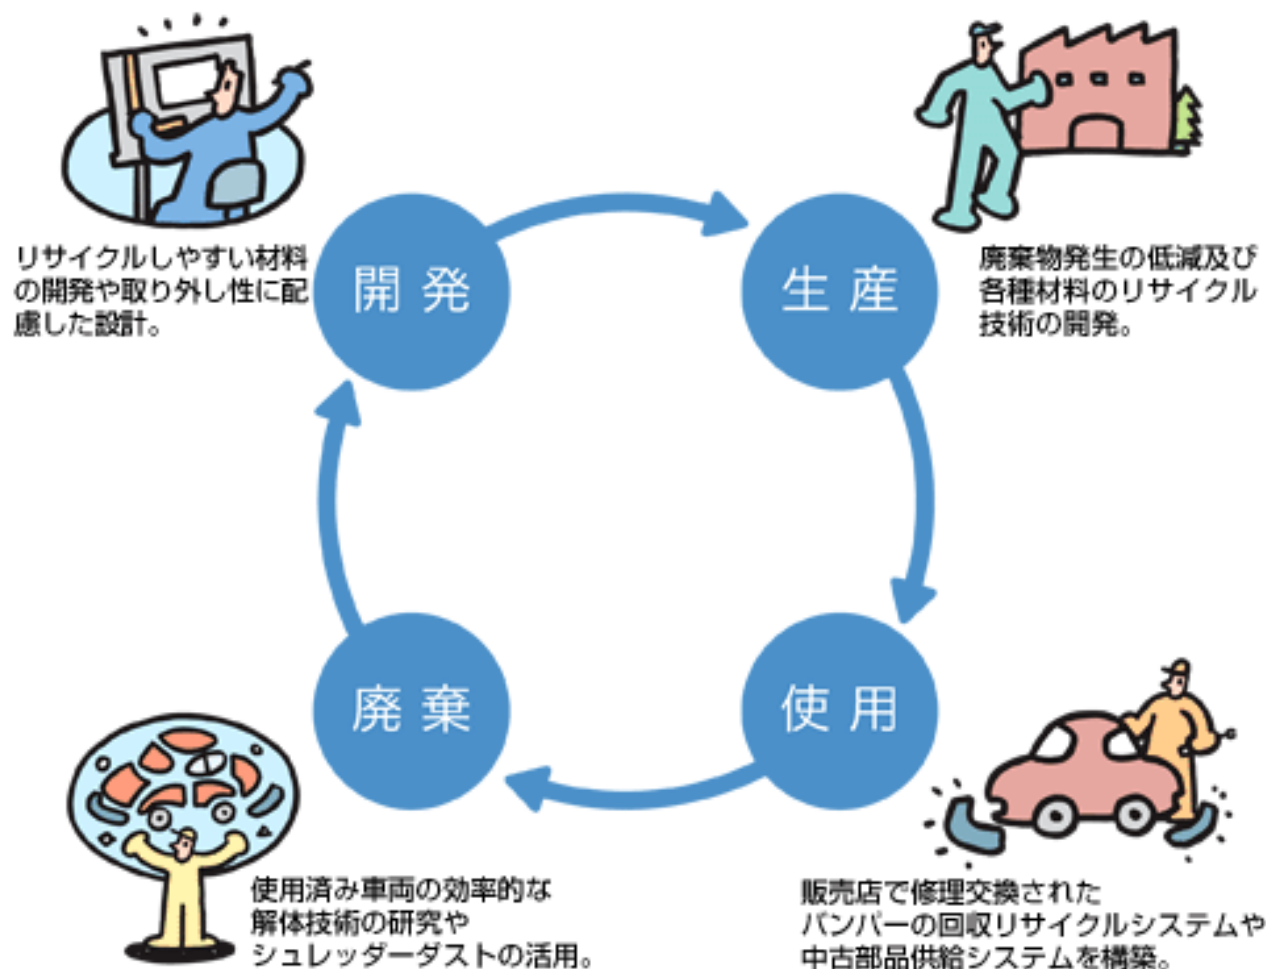 開発
リサイクルしやすい材料
の開発や取り外し性に配
慮した設計。
生産
廃棄物発生の低減及び
各種材料のリサイクル
技術の開発。
使用
販売店で修理交換された
バンパーの回収リサイクルシステムや
中古部品供給システムを構築。
廃棄
使用済み車両の効率的な
解体技術の研究や
シュレッダーダストの活用。